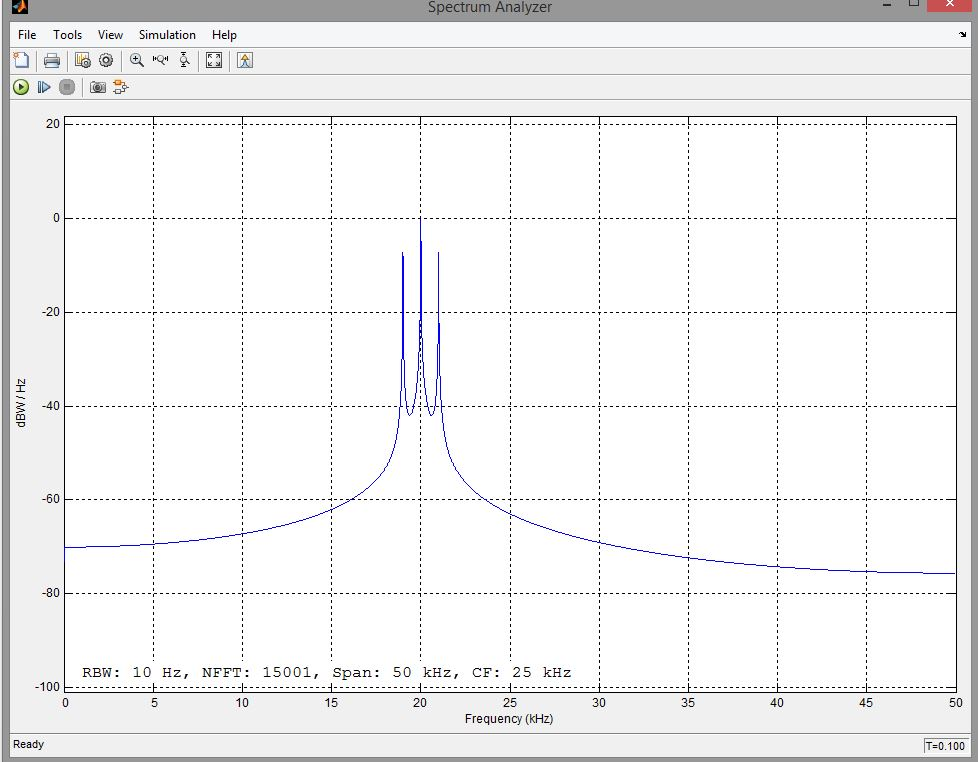 Spectrum Analyzer
File Tools View Simulation Help
20
0
-20
-40
-60
-80
-100
dBW / Hz
RBW: 10 Hz, NFFT: 15001, Span: 50 kHz, CF: 25 kHz
0 5 10 15 20 25 30 35 40 45 50
Frequency (kHz)
Ready
T=0.100